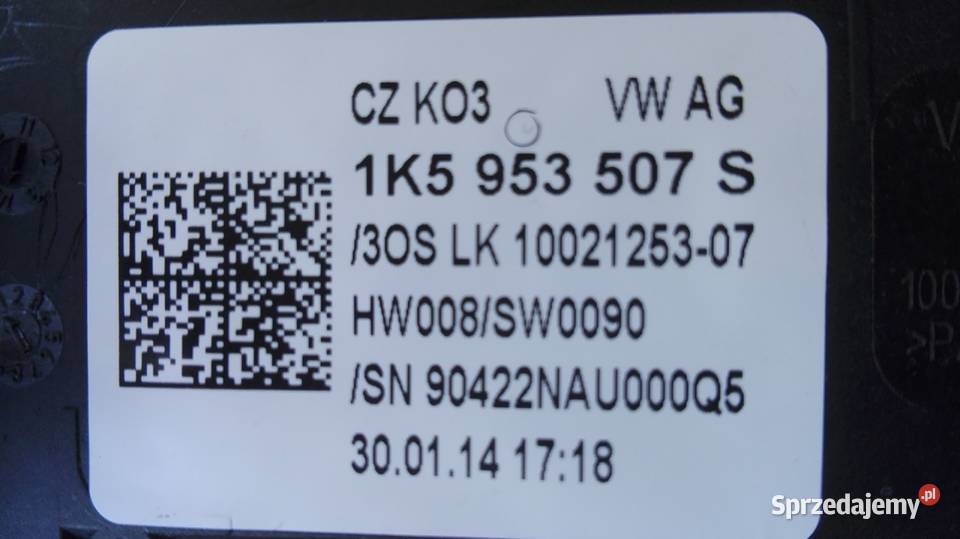 CZ KO3 VW AG
1K5 953 507 S
/3OS LK 10021253-07
HW008/SW0090
/SN 90422NAU000Q5
30.01.14 17:18
100
>P
Sprzedajemy.pl